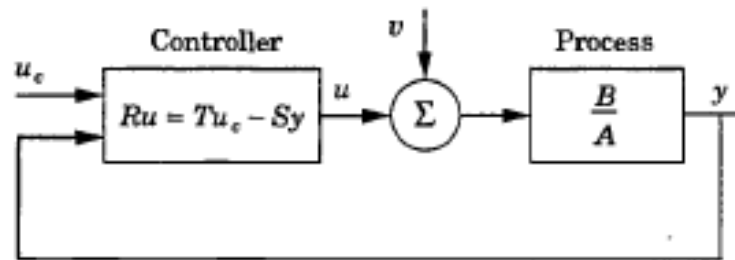 Controller
v
Process
u_c
Ru = Tu_c - Sy
u
Σ
B
A
y